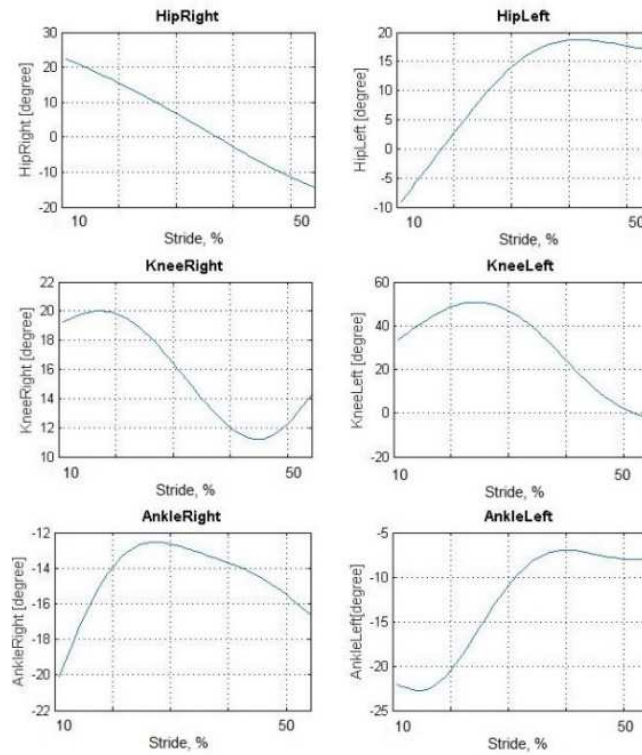 HipRight
HipRight [degree]
30
20
10
0
-10
-20
10
50
Stride, %
HipLeft
HipLeft [degree]
20
15
10
5
0
-5
-10
10
50
Stride, %
KneeRight
KneeRight [degree]
22
20
18
16
14
12
10
10
50
Stride, %
KneeLeft
KneeLeft [degree]
60
40
20
0
-20
10
50
Stride, %
AnkleRight
AnkleRight [degree]
-12
-14
-16
-18
-20
-22
10
50
Stride, %
AnkleLeft
AnkleLeft[degree]
-5
-10
-15
-20
-25
10
50
Stride, %